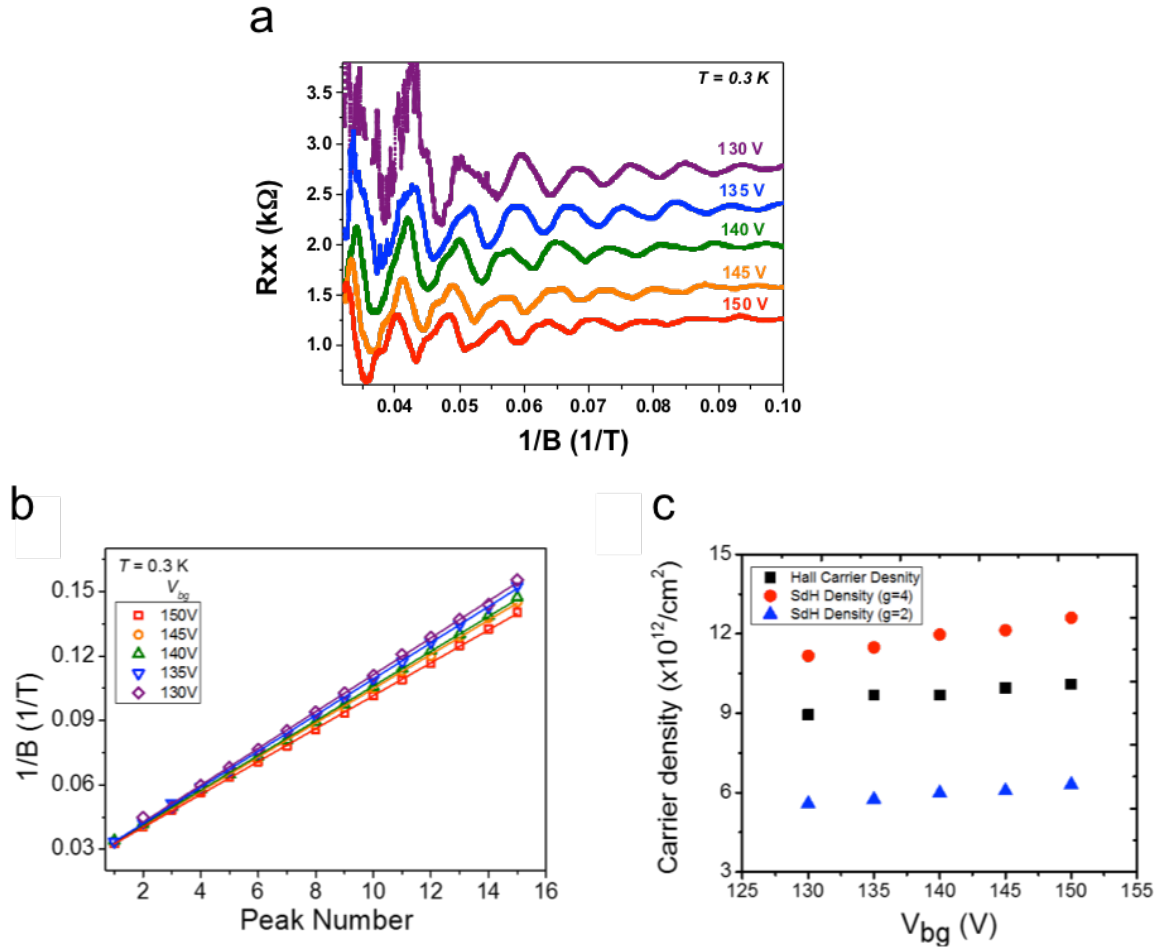 a
T = 0.3 K
3.5
3.0
2.5
2.0
1.5
1.0
Rxx (kΩ)
130 V
135 V
140 V
145 V
150 V
0.04 0.05 0.06 0.07 0.08 0.09 0.10
1/B (1/T)
b
T = 0.3 K
V_bg
150V
145V
140V
135V
130V
0.15
0.12
0.09
0.06
0.03
1/B (1/T)
2 4 6 8 10 12 14 16
Peak Number
c
Hall Carrier Desnity
SdH Density (g=4)
SdH Density (g=2)
15
12
9
6
3
Carrier density (x10¹²/cm²)
125 130 135 140 145 150 155
V_bg (V)